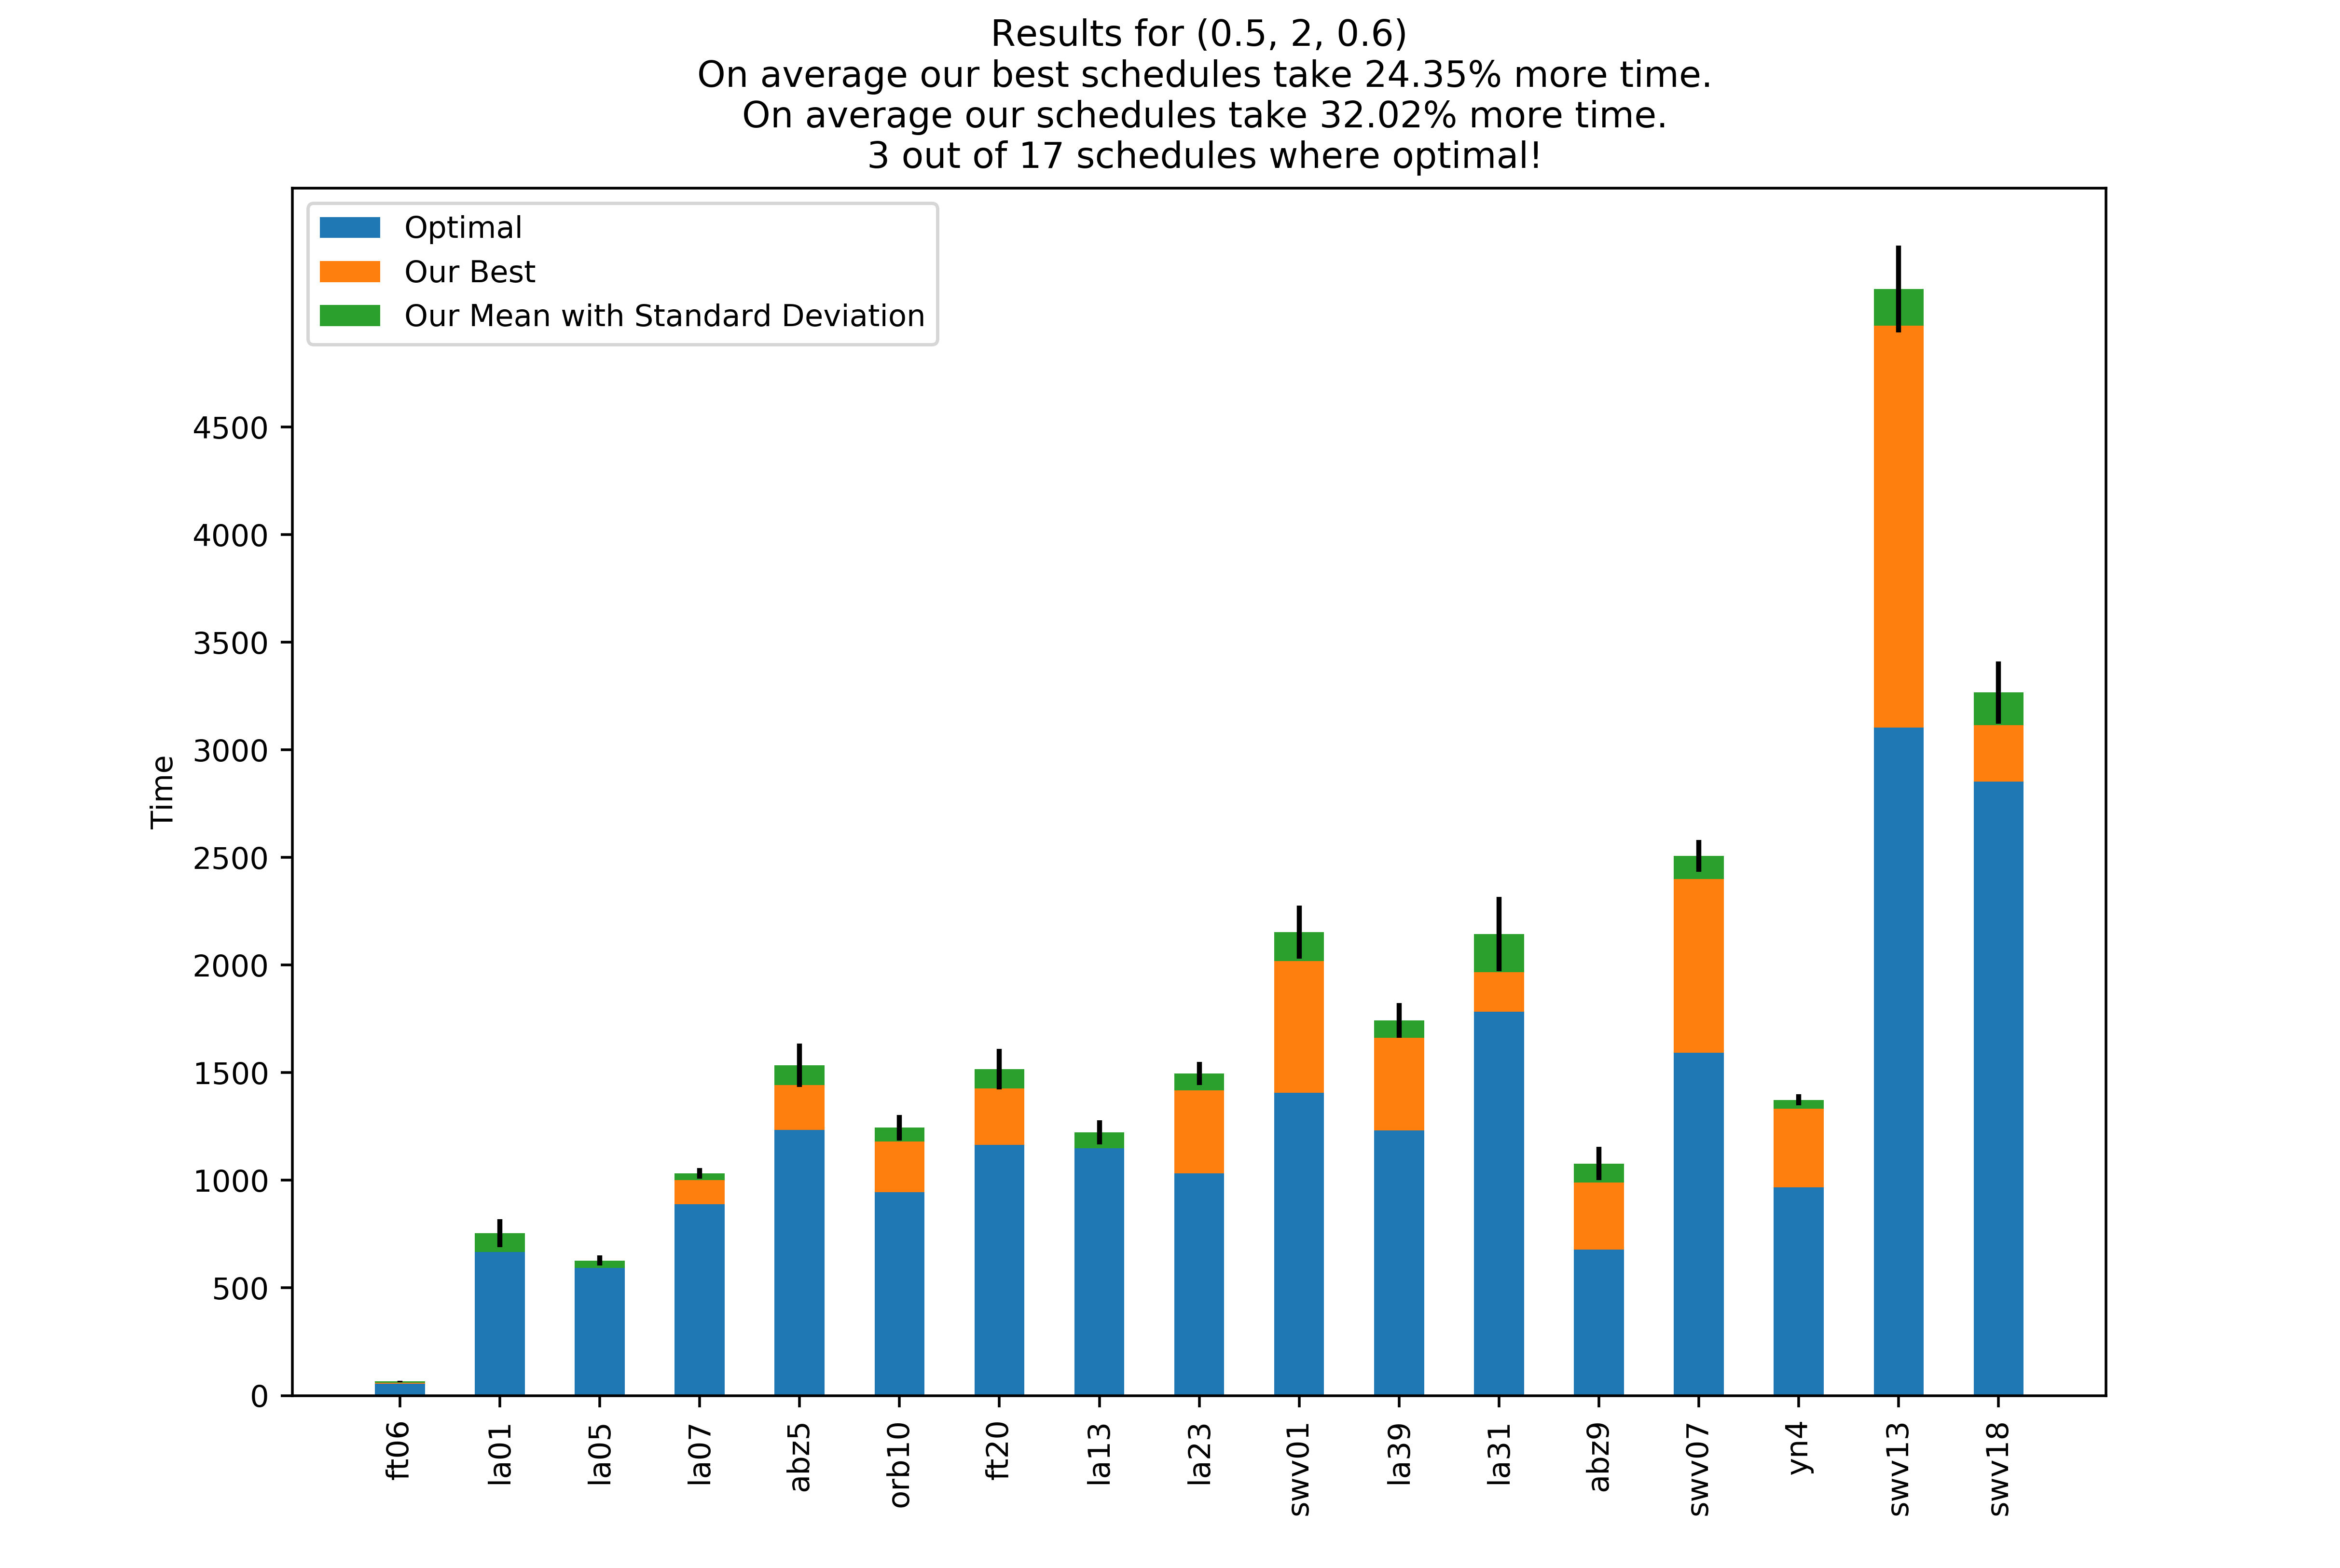 Results for (0.5, 2, 0.6)
On average our best schedules take 24.35% more time.
On average our schedules take 32.02% more time.
3 out of 17 schedules where optimal!
Optimal
Our Best
Our Mean with Standard Deviation
4500
4000
3500
3000
2500
2000
1500
1000
500
0
Time
ft06
la01
la05
la07
abz5
orb10
ft20
la13
la23
swv01
la39
la31
abz9
swv07
yn4
swv13
swv18